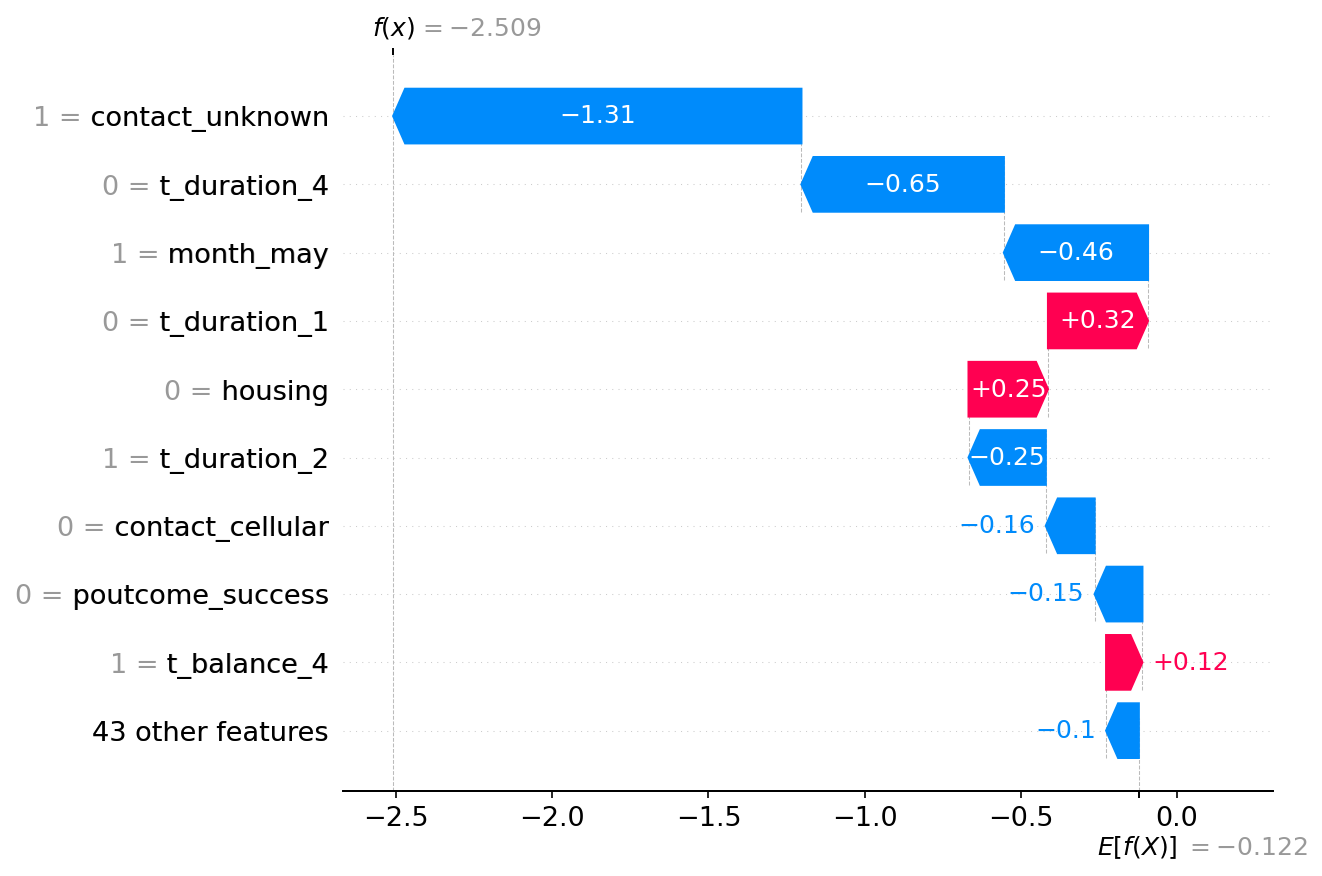 f(x) = −2.509
1 = contact_unknown
−1.31
0 = t_duration_4
−0.65
1 = month_may
−0.46
0 = t_duration_1
+0.32
0 = housing
+0.25
1 = t_duration_2
−0.25
0 = contact_cellular
−0.16
0 = poutcome_success
−0.15
1 = t_balance_4
+0.12
43 other features
−0.1
−2.5 −2.0 −1.5 −1.0 −0.5 0.0
E[f(X)] = −0.122